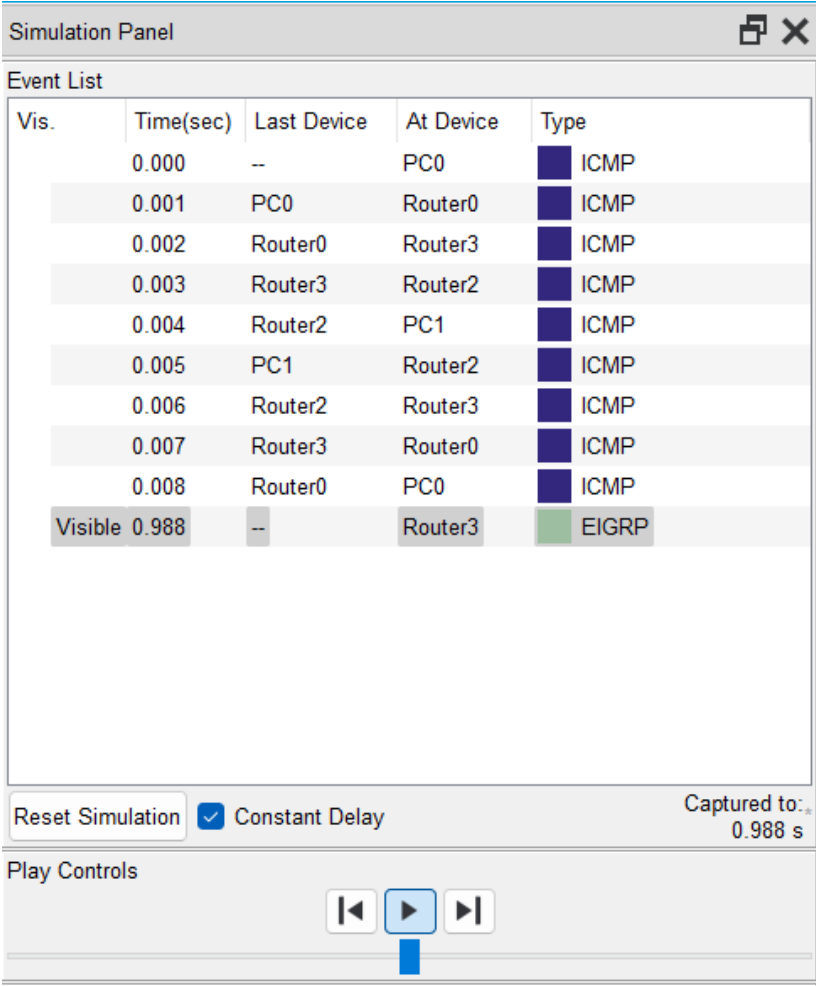 Simulation Panel
Event List
Vis. Time(sec) Last Device At Device Type
0.000 -- PC0 ICMP
0.001 PC0 Router0 ICMP
0.002 Router0 Router3 ICMP
0.003 Router3 Router2 ICMP
0.004 Router2 PC1 ICMP
0.005 PC1 Router2 ICMP
0.006 Router2 Router3 ICMP
0.007 Router3 Router0 ICMP
0.008 Router0 PC0 ICMP
Visible 0.988 -- Router3 EIGRP
Reset Simulation Constant Delay Captured to:*
0.988 s
Play Controls